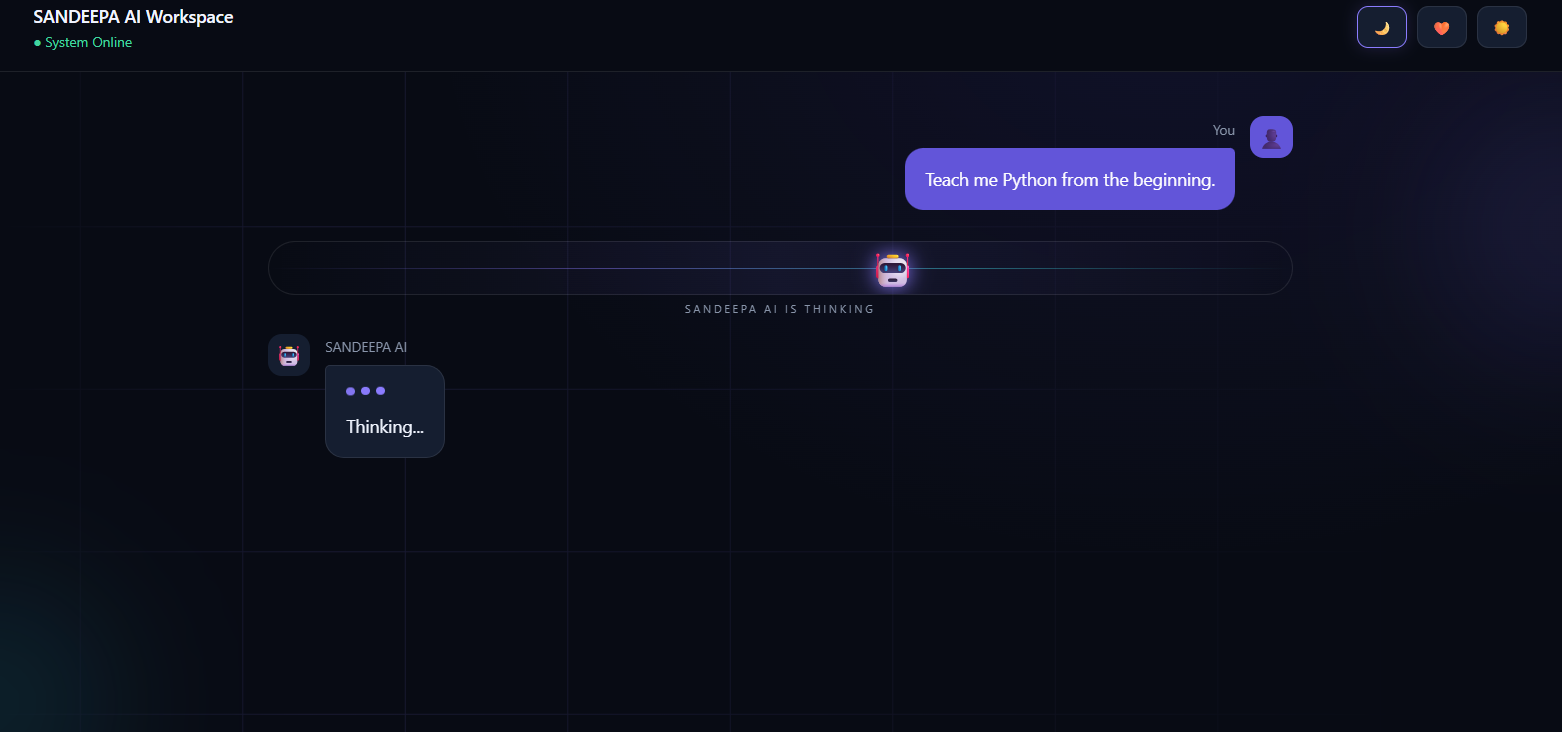 SANDEEPA AI Workspace
● System Online
You
Teach me Python from the beginning.
SANDEEPA AI IS THINKING
SANDEEPA AI
Thinking...